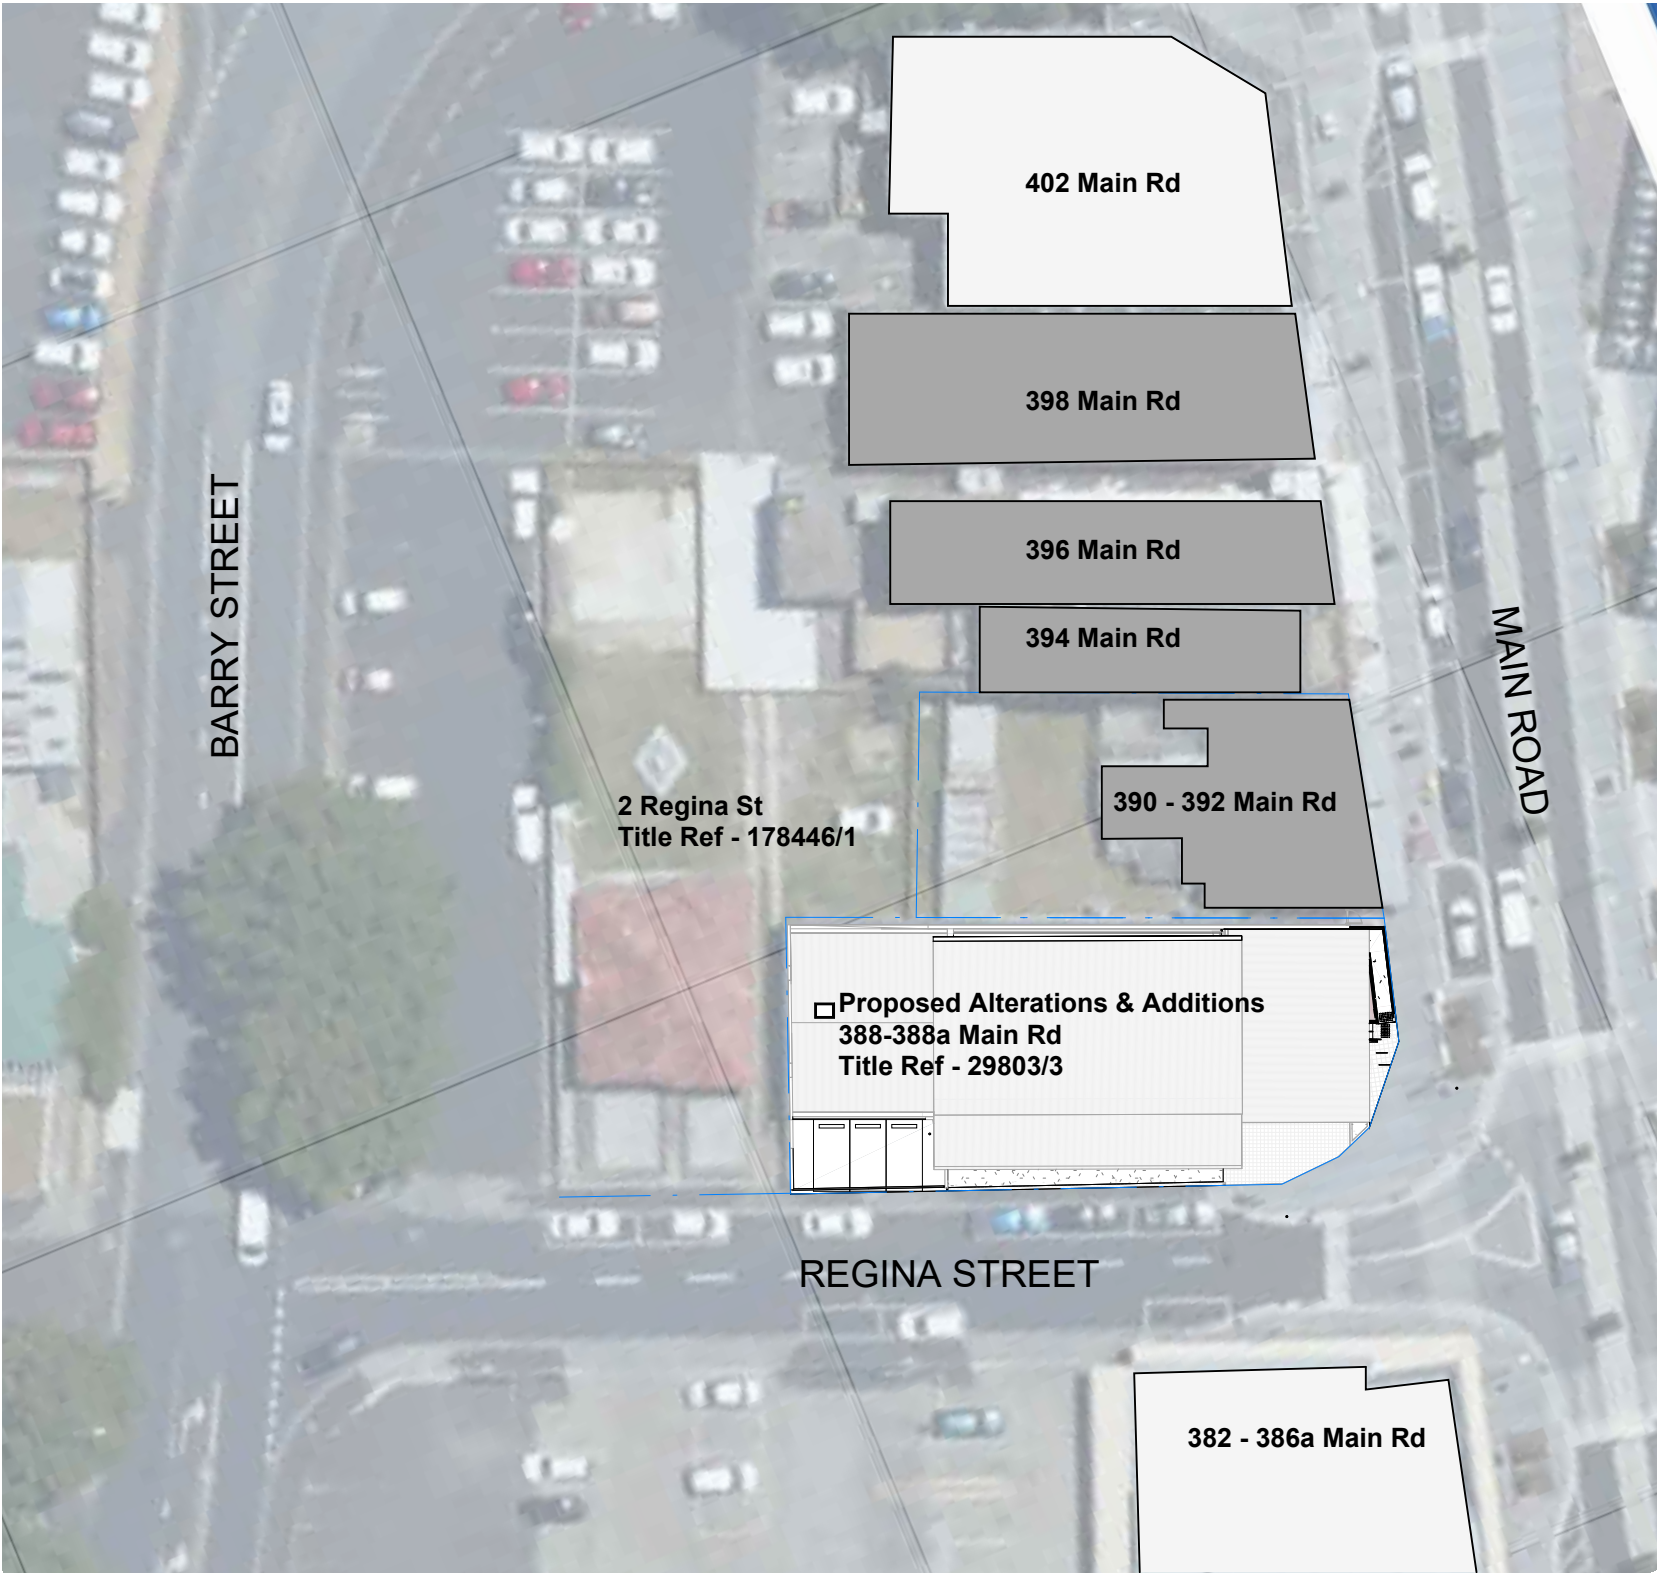 402 Main Rd
398 Main Rd
396 Main Rd
394 Main Rd
390 - 392 Main Rd
BARRY STREET
MAIN ROAD
2 Regina St
Title Ref - 178446/1
Proposed Alterations & Additions
388-388a Main Rd
Title Ref - 29803/3
REGINA STREET
382 - 386a Main Rd